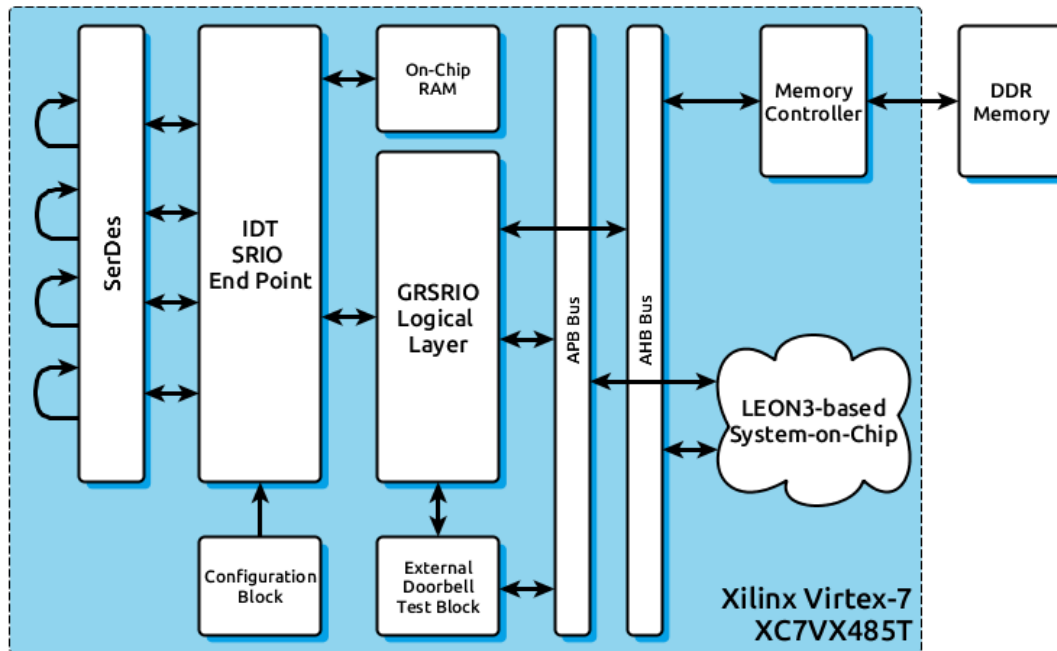 SerDes
IDT
SRIO
End Point
On-Chip
RAM
GRSRIO
Logical
Layer
Configuration
Block
External
Doorbell
Test Block
APB Bus
AHB Bus
Memory
Controller
DDR
Memory
LEON3-based
System-on-Chip
Xilinx Virtex-7
XC7VX485T